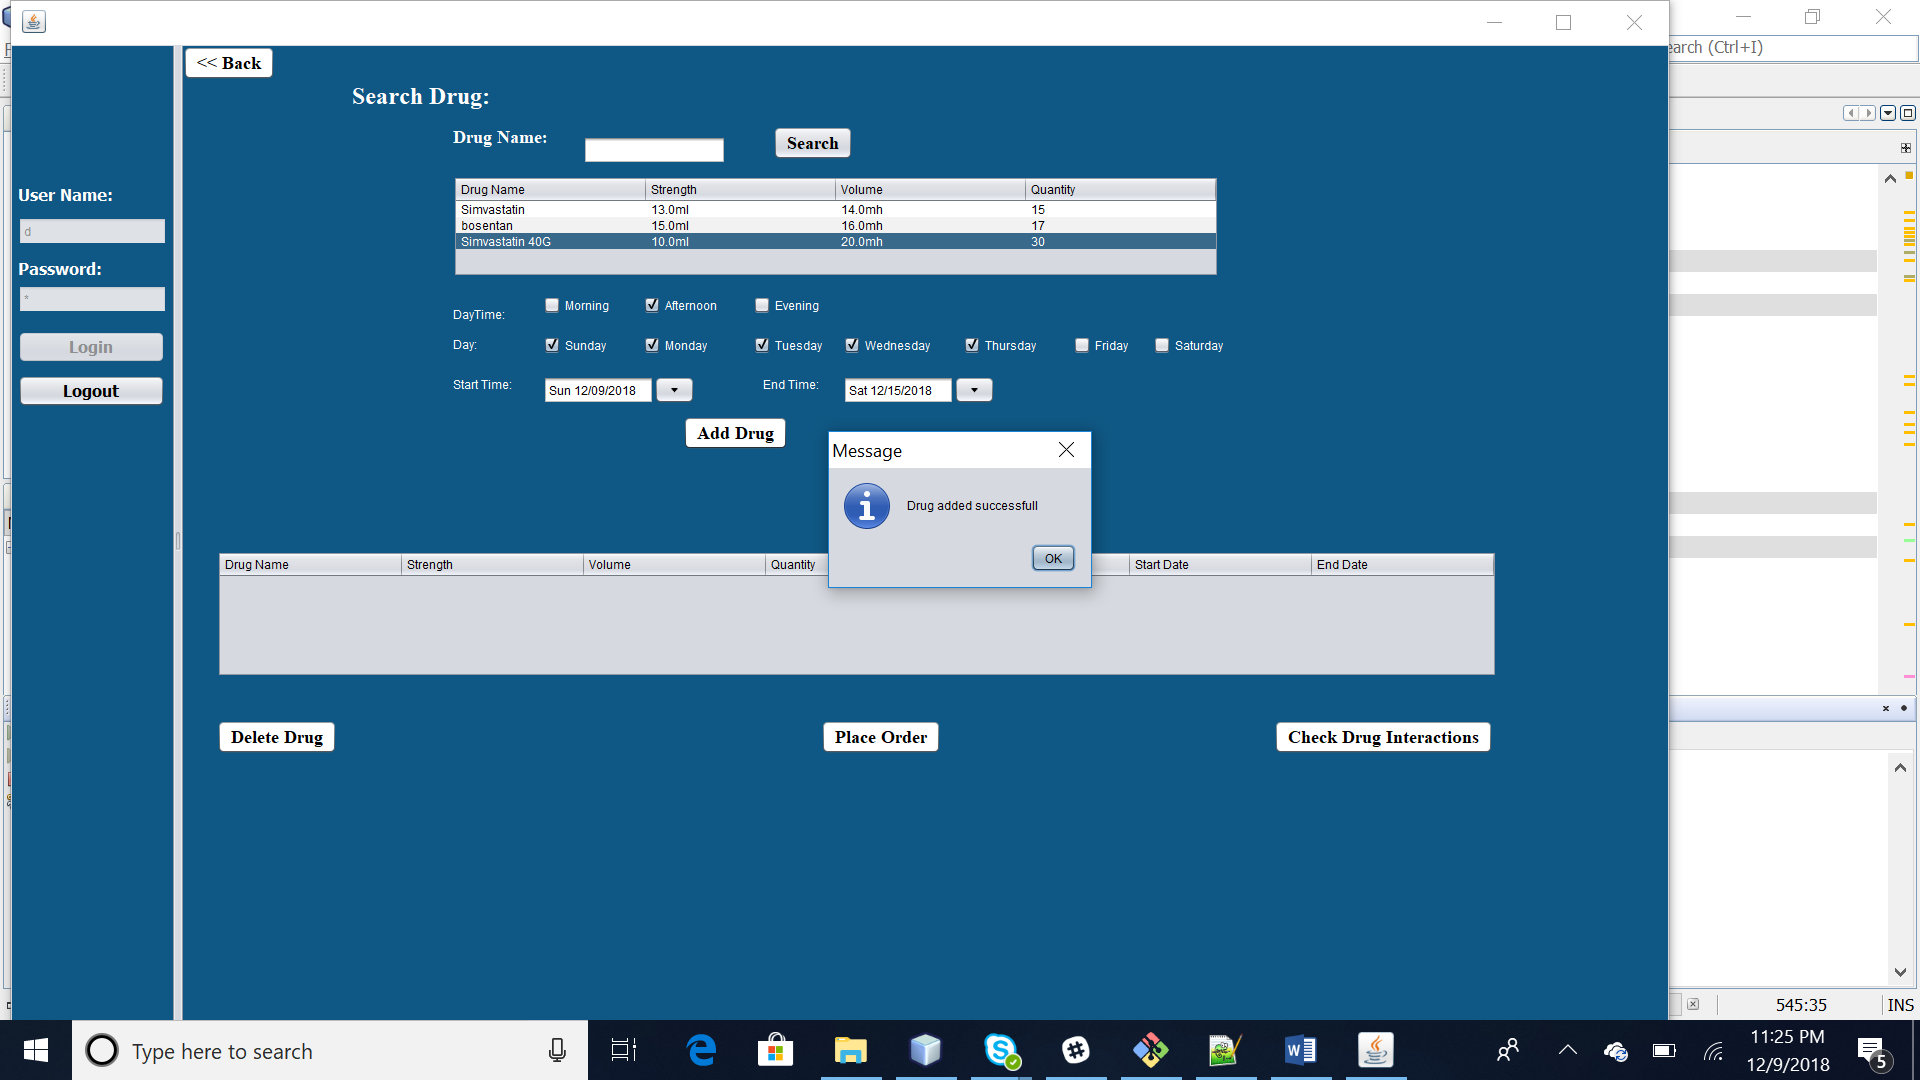 << Back
earch (Ctrl+I)
Search Drug:
Drug Name:
Search
Drug Name Strength Volume Quantity
Simvastatin 13.0ml 14.0mh 15
bosentan 15.0ml 16.0mh 17
Simvastatin 40G 10.0ml 20.0mh 30
User Name:
d
Password:
*
Login
Logout
DayTime: Morning Afternoon Evening
Day: Sunday Monday Tuesday Wednesday Thursday Friday Saturday
Start Time: Sun 12/09/2018 End Time: Sat 12/15/2018
Add Drug
Message
Drug added successfull
OK
Drug Name Strength Volume Quantity Start Date End Date
Delete Drug Place Order Check Drug Interactions
545:35 INS
Type here to search
11:25 PM
12/9/2018
5